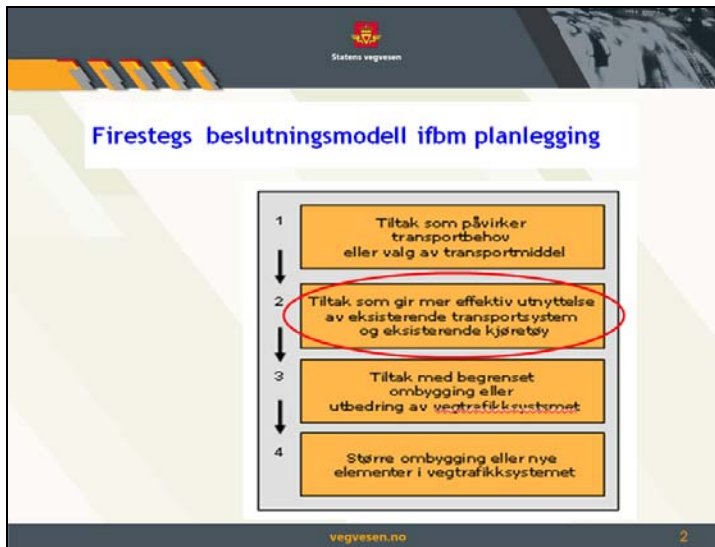 Statens vegvesen
Firestegs beslutningsmodell ifbm planlegging
1
Tiltak som påvirker
transportbehov
eller valg av transportmiddel
2
Tiltak som gir mer effektiv utnyttelse
av eksisterende transportsystem
og eksisterende kjøretøy
3
Tiltak med begrenset
ombygging eller
utbedring av vegtrafikksystsmet
4
Større ombygging eller nye
elementer i vegtrafikksystemet
vegvesen.no
2